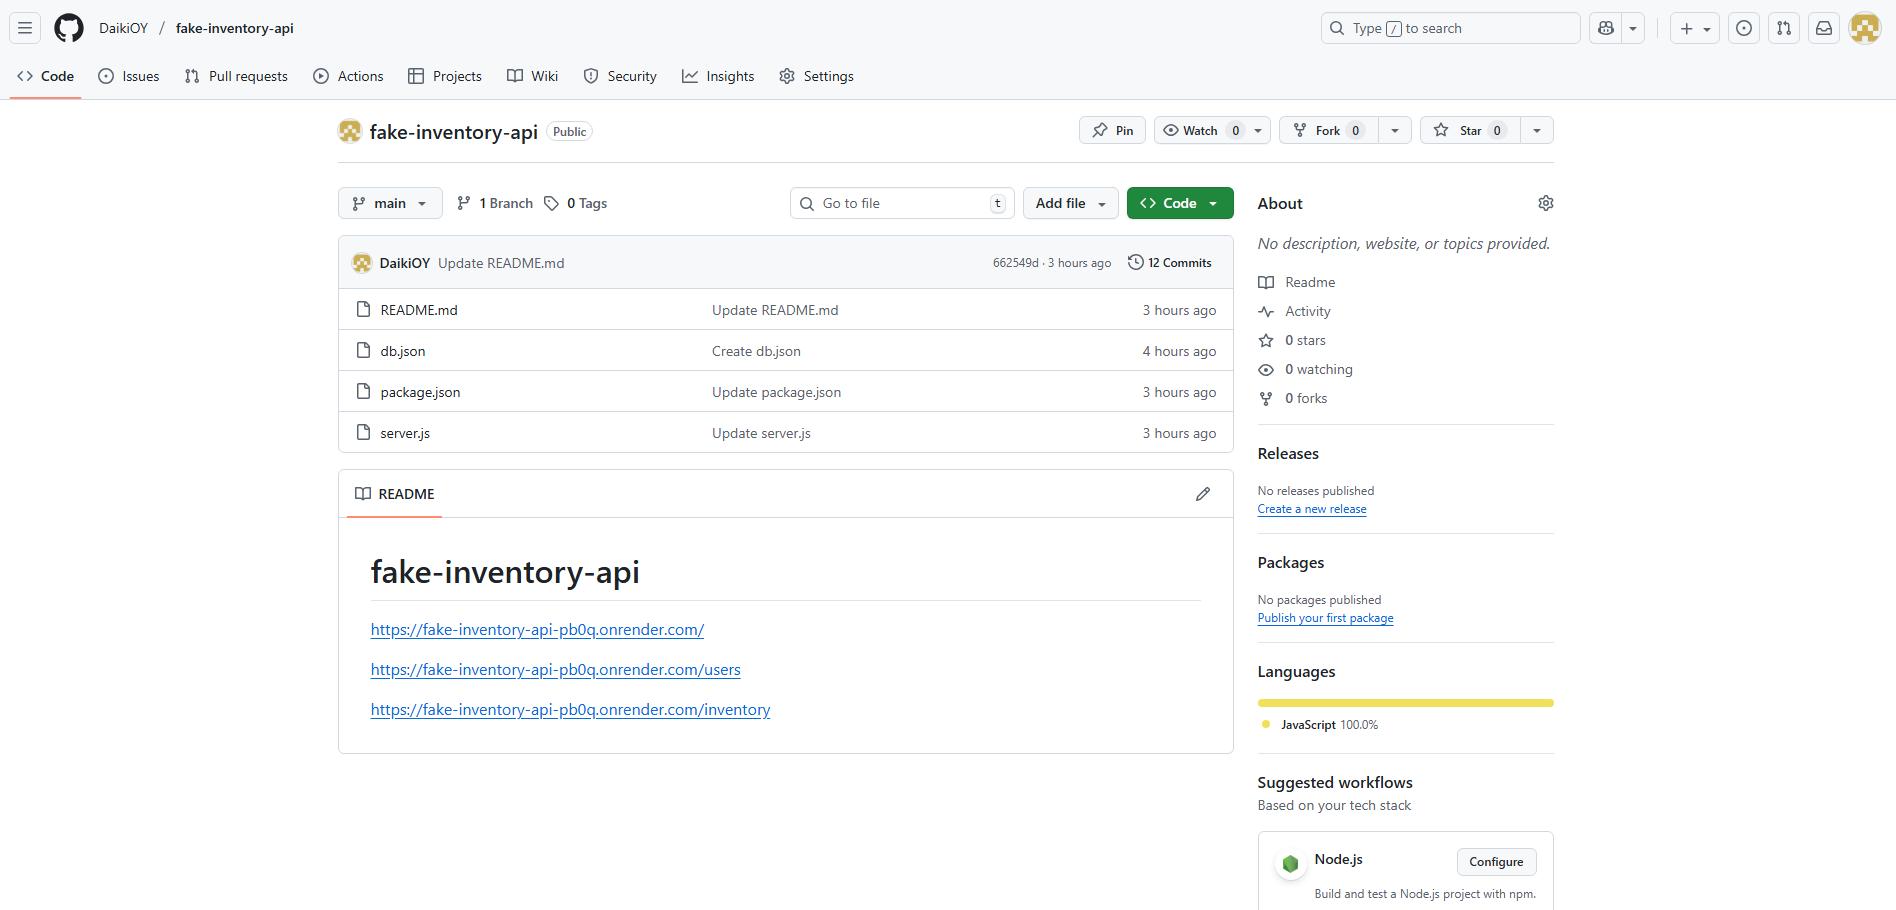 DaikiOY / fake-inventory-api
Type / to search
Code Issues Pull requests Actions Projects Wiki Security Insights Settings
fake-inventory-api Public
Pin Watch 0 Fork 0 Star 0
main 1 Branch 0 Tags
Go to file t Add file Code
DaikiOY Update README.md 662549d · 3 hours ago 12 Commits
README.md Update README.md 3 hours ago
db.json Create db.json 4 hours ago
package.json Update package.json 3 hours ago
server.js Update server.js 3 hours ago
README
fake-inventory-api
https://fake-inventory-api-pb0q.onrender.com/
https://fake-inventory-api-pb0q.onrender.com/users
https://fake-inventory-api-pb0q.onrender.com/inventory
About
No description, website, or topics provided.
Readme
Activity
0 stars
0 watching
0 forks
Releases
No releases published
Create a new release
Packages
No packages published
Publish your first package
Languages
JavaScript 100.0%
Suggested workflows
Based on your tech stack
Node.js Configure
Build and test a Node.js project with npm.